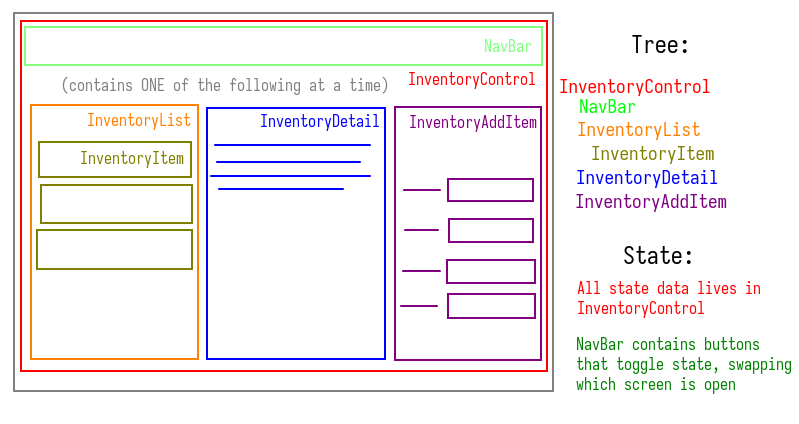 NavBar
(contains ONE of the following at a time)
InventoryControl
InventoryList
InventoryItem
InventoryDetail
InventoryAddItem
Tree:
InventoryControl
NavBar
InventoryList
InventoryItem
InventoryDetail
InventoryAddItem
State:
All state data lives in
InventoryControl
NavBar contains buttons
that toggle state, swapping
which screen is open